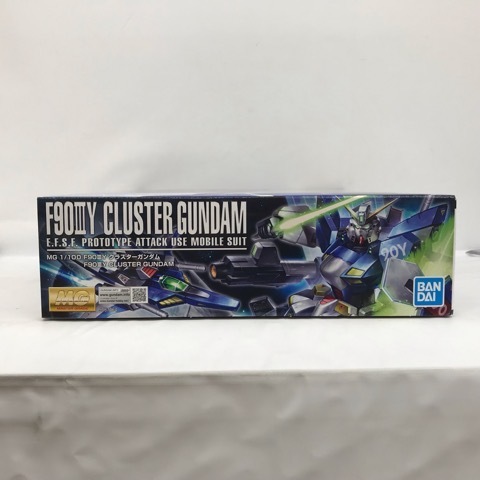 F90ⅢY CLUSTER GUNDAM
E.F.S.F. PROTOTYPE ATTACK USE MOBILE SUIT
MG 1/100 F90ⅢY クラスターガンダム
F90ⅢY CLUSTER GUNDAM
MG
90Y
BAN
DAI